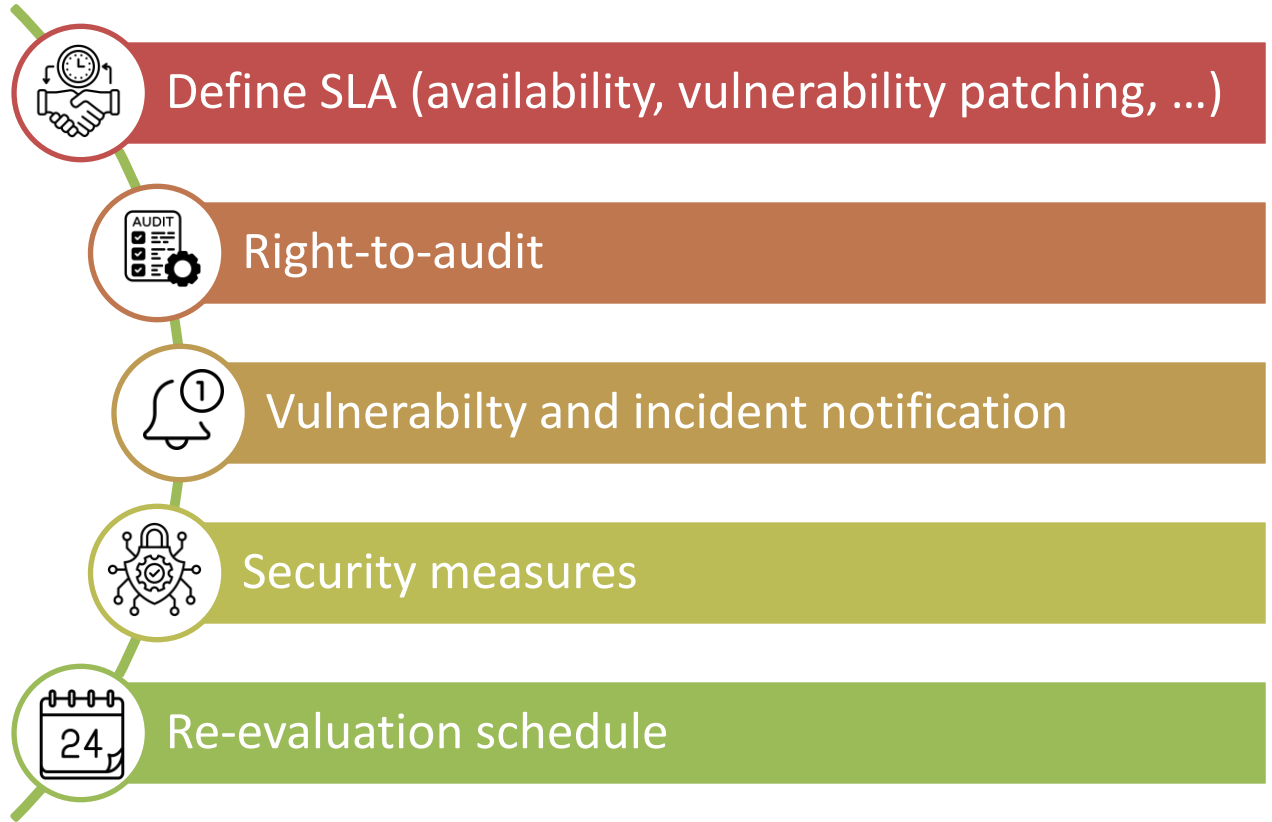 Define SLA (availability, vulnerability patching, ...)
AUDIT
Right-to-audit
1
Vulnerabilty and incident notification
Security measures
24
Re-evaluation schedule